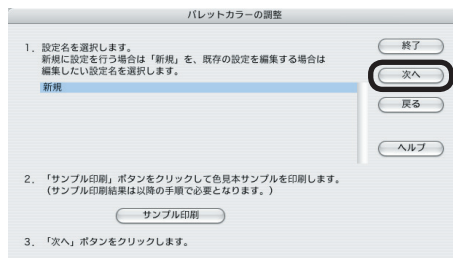 パレットカラーの調整
1. 設定名を選択します。
新規に設定を行う場合は「新規」を、既存の設定を編集する場合は
編集したい設定名を選択します。
新規
終了
次へ
戻る
ヘルプ
2. 「サンプル印刷」ボタンをクリックして色見本サンプルを印刷します。
(サンプル印刷結果は以降の手順で必要となります。)
サンプル印刷
3. 「次へ」ボタンをクリックします。